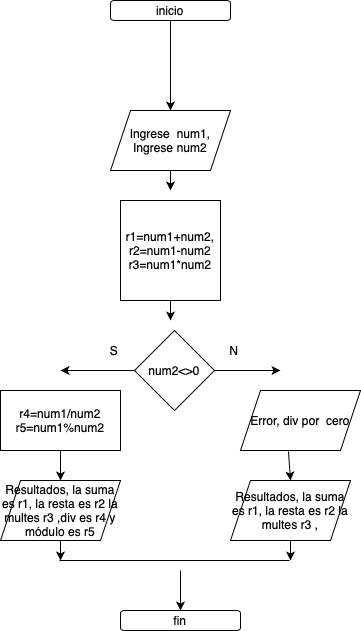 inicio
Ingrese num1,
Ingrese num2
r1=num1+num2,
r2=num1-num2
r3=num1*num2
S
N
num2<>0
r4=num1/num2
r5=num1%num2
Error, div por cero
Resultados, la suma
es r1, la resta es r2 la
multes r3 ,div es r4 y
módulo es r5
Resultados, la suma
es r1, la resta es r2 la
multes r3 ,
fin